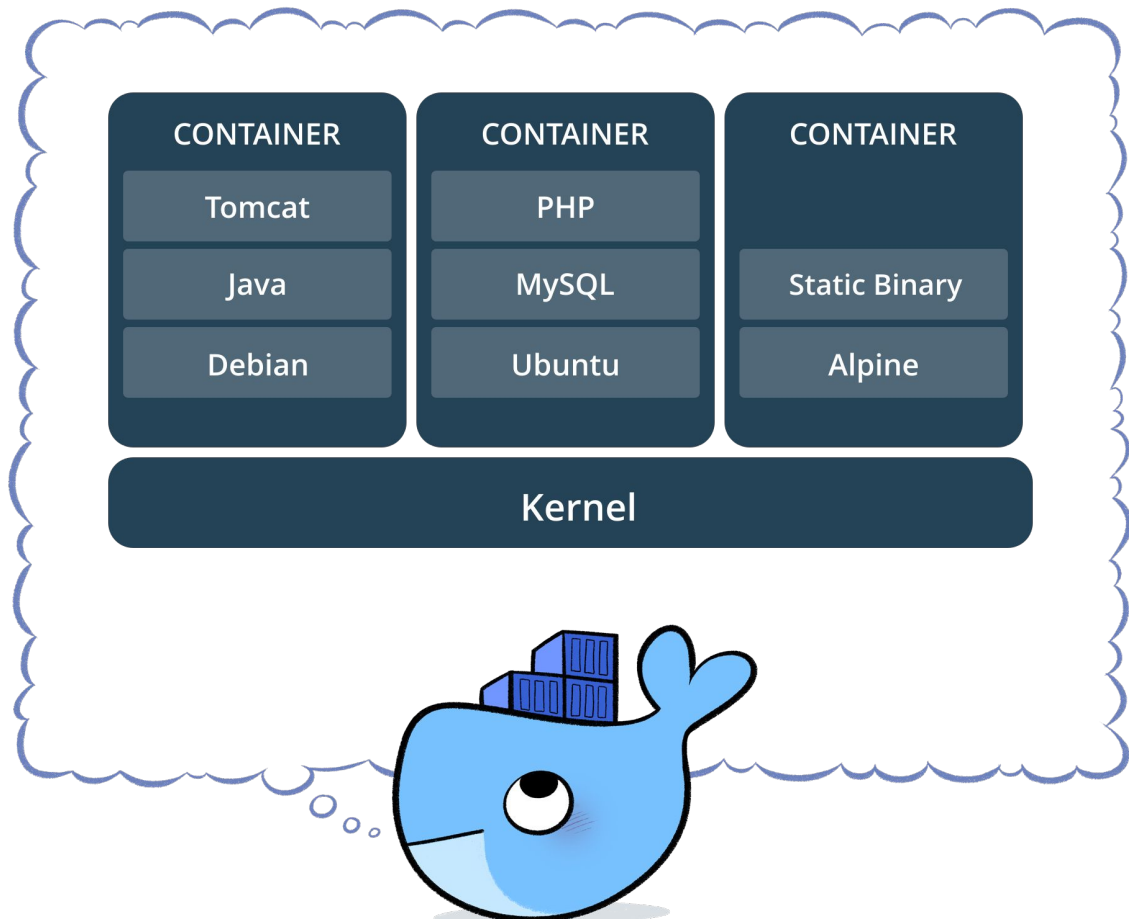 CONTAINER
Tomcat
Java
Debian
CONTAINER
PHP
MySQL
Ubuntu
CONTAINER
Static Binary
Alpine
Kernel